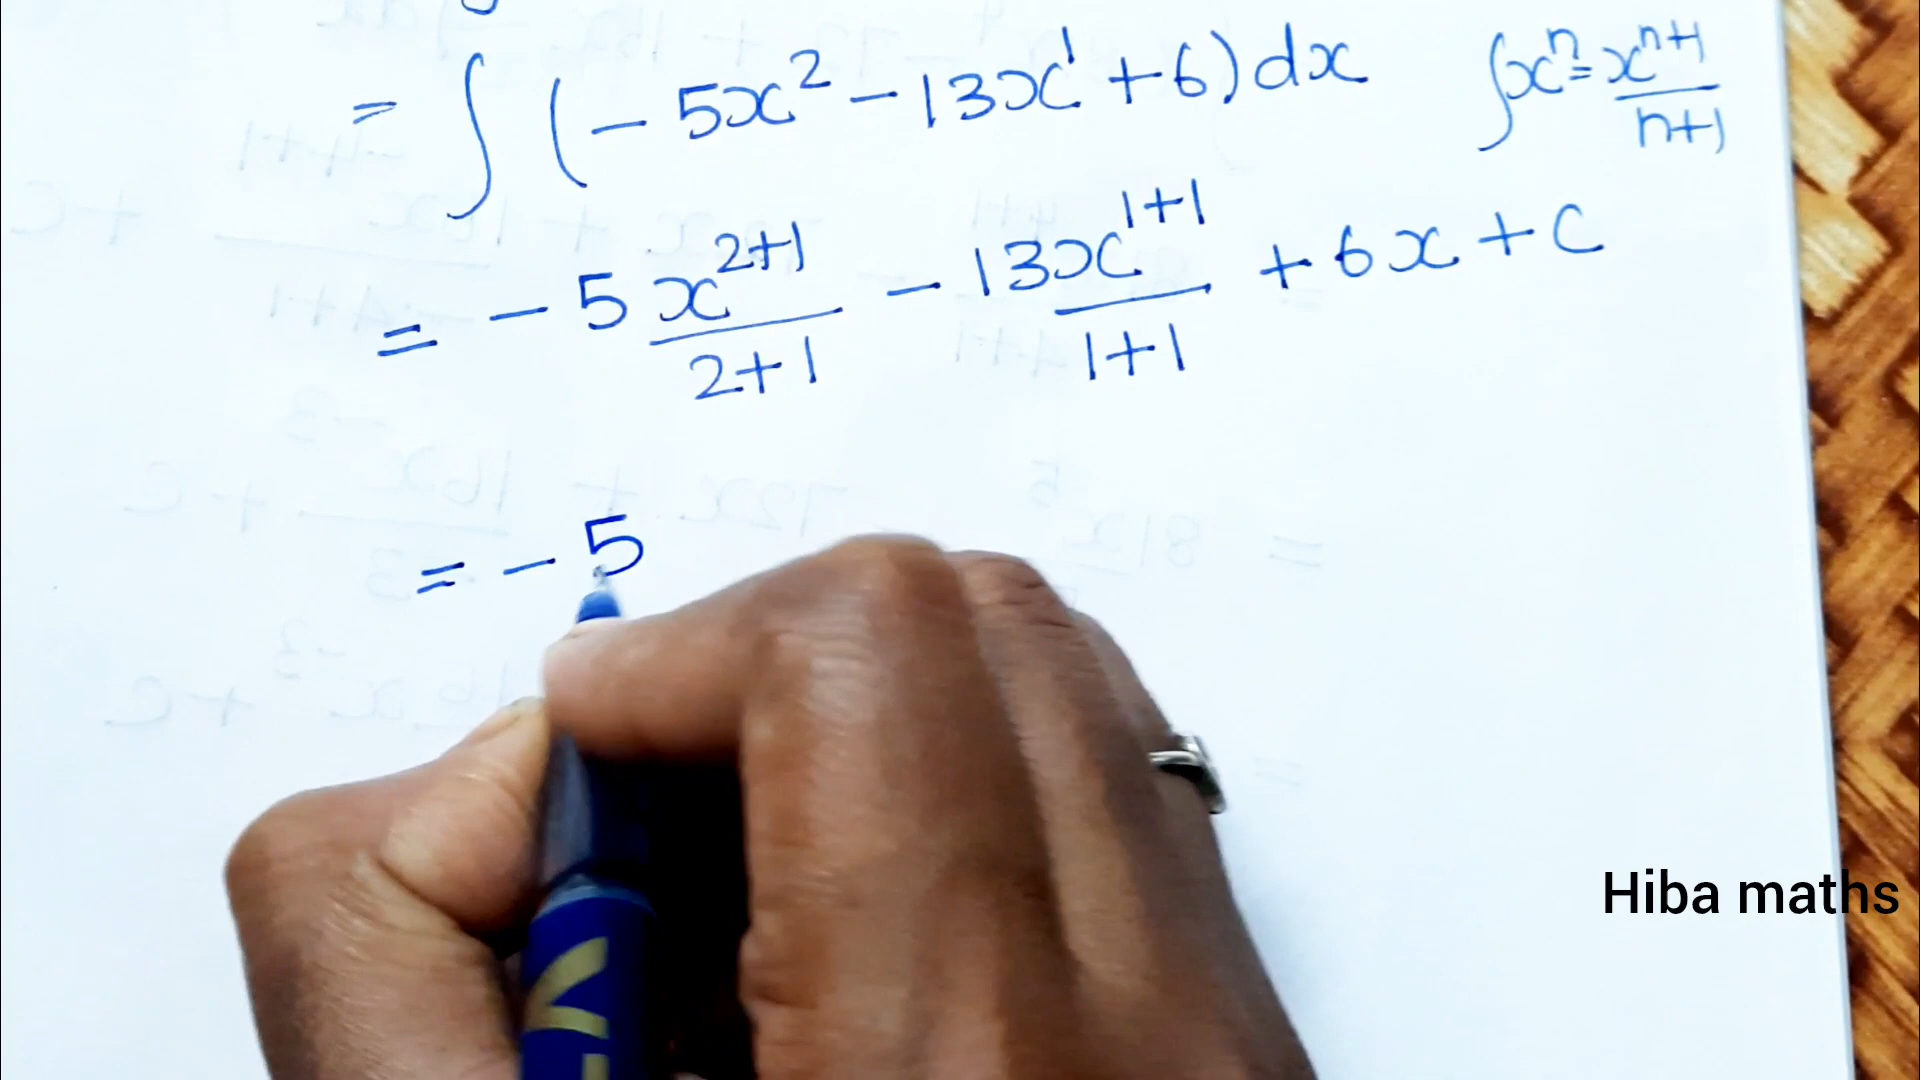 = ∫ (− 5x² − 13x¹ + 6) dx
∫xⁿ = xⁿ⁺¹/n+1
= − 5 x²⁺¹/2+1 − 13x¹⁺¹/1+1 + 6x + c
= − 5
Hiba maths